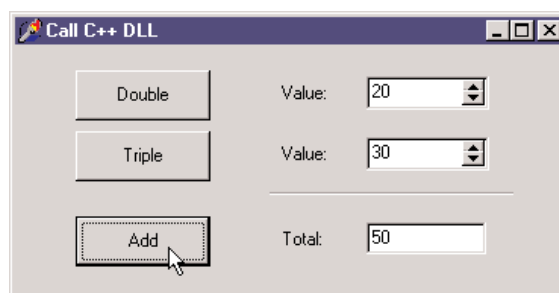 Call C++ DLL
Double
Value: 20
Triple
Value: 30
Add
Total: 50